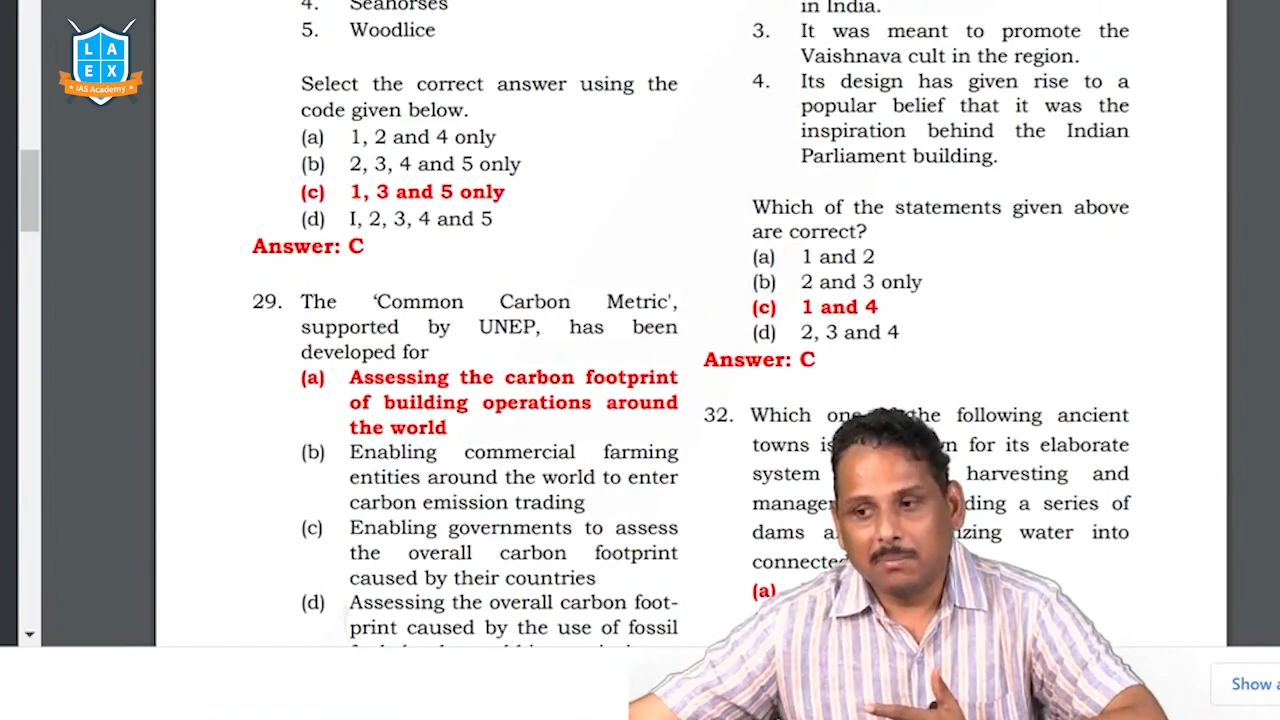 L A
E X
IAS Academy
4. Seahorses
5. Woodlice
Select the correct answer using the
code given below.
(a) 1, 2 and 4 only
(b) 2, 3, 4 and 5 only
(c) 1, 3 and 5 only
(d) I, 2, 3, 4 and 5
Answer: C
29. The ‘Common Carbon Metric',
supported by UNEP, has been
developed for
(a) Assessing the carbon footprint
of building operations around
the world
(b) Enabling commercial farming
entities around the world to enter
carbon emission trading
(c) Enabling governments to assess
the overall carbon footprint
caused by their countries
(d) Assessing the overall carbon foot-
print caused by the use of fossil
in India.
3. It was meant to promote the
Vaishnava cult in the region.
4. Its design has given rise to a
popular belief that it was the
inspiration behind the Indian
Parliament building.
Which of the statements given above
are correct?
(a) 1 and 2
(b) 2 and 3 only
(c) 1 and 4
(d) 2, 3 and 4
Answer: C
32. Which the following ancient
towns for its elaborate
system harvesting and
a series of
dams water into
(a)
Show